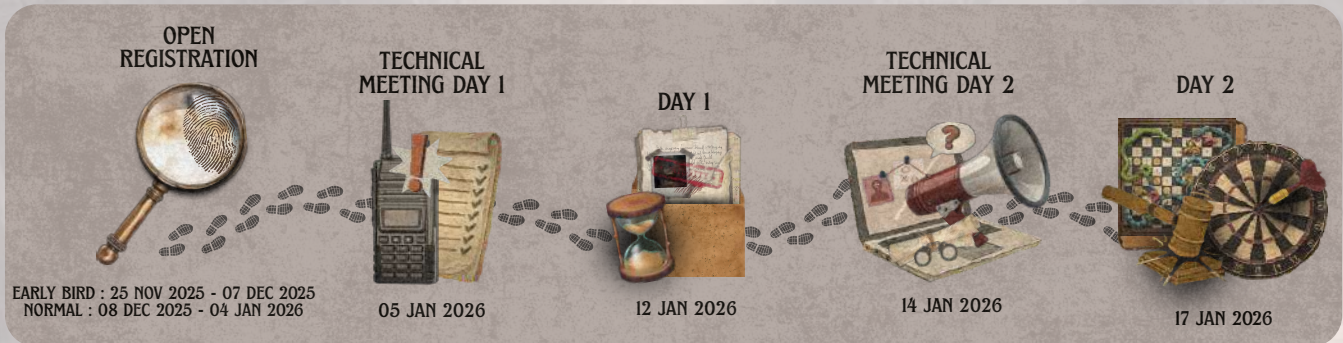 OPEN
REGISTRATION
EARLY BIRD : 25 NOV 2025 - 07 DEC 2025
NORMAL : 08 DEC 2025 - 04 JAN 2026
TECHNICAL
MEETING DAY 1
05 JAN 2026
DAY 1
12 JAN 2026
TECHNICAL
MEETING DAY 2
?
14 JAN 2026
DAY 2
17 JAN 2026